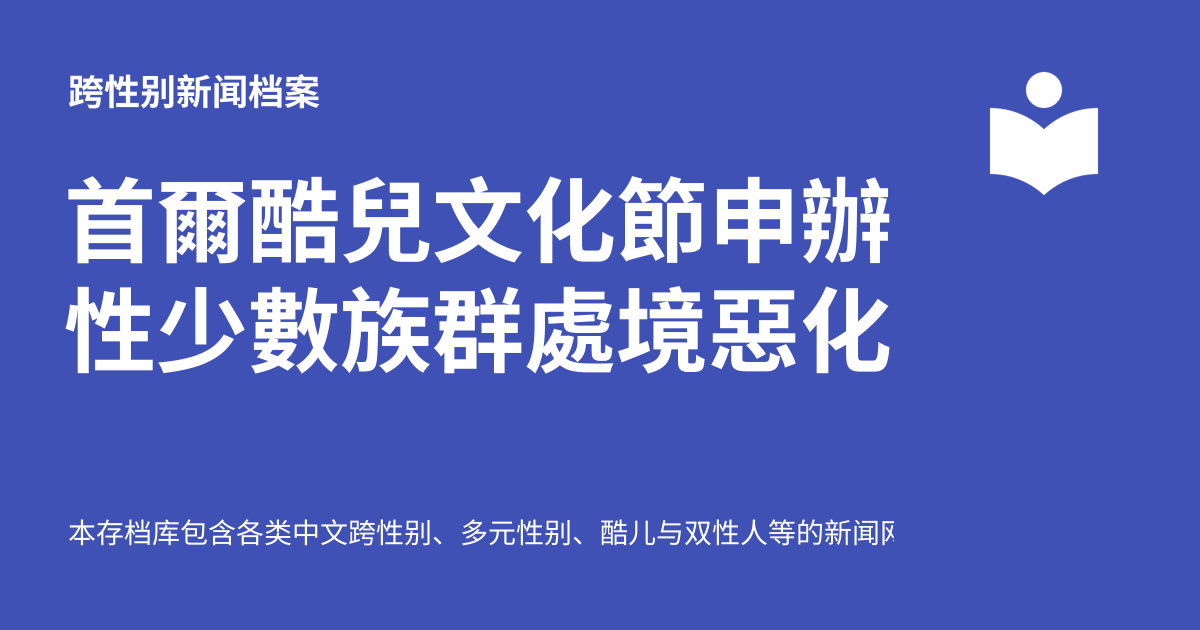 跨性别新闻档案
首爾酷兒文化節申辦
性少數族群處境惡化
本存档库包含各类中文跨性别、多元性别、酷儿与双性人等的新闻